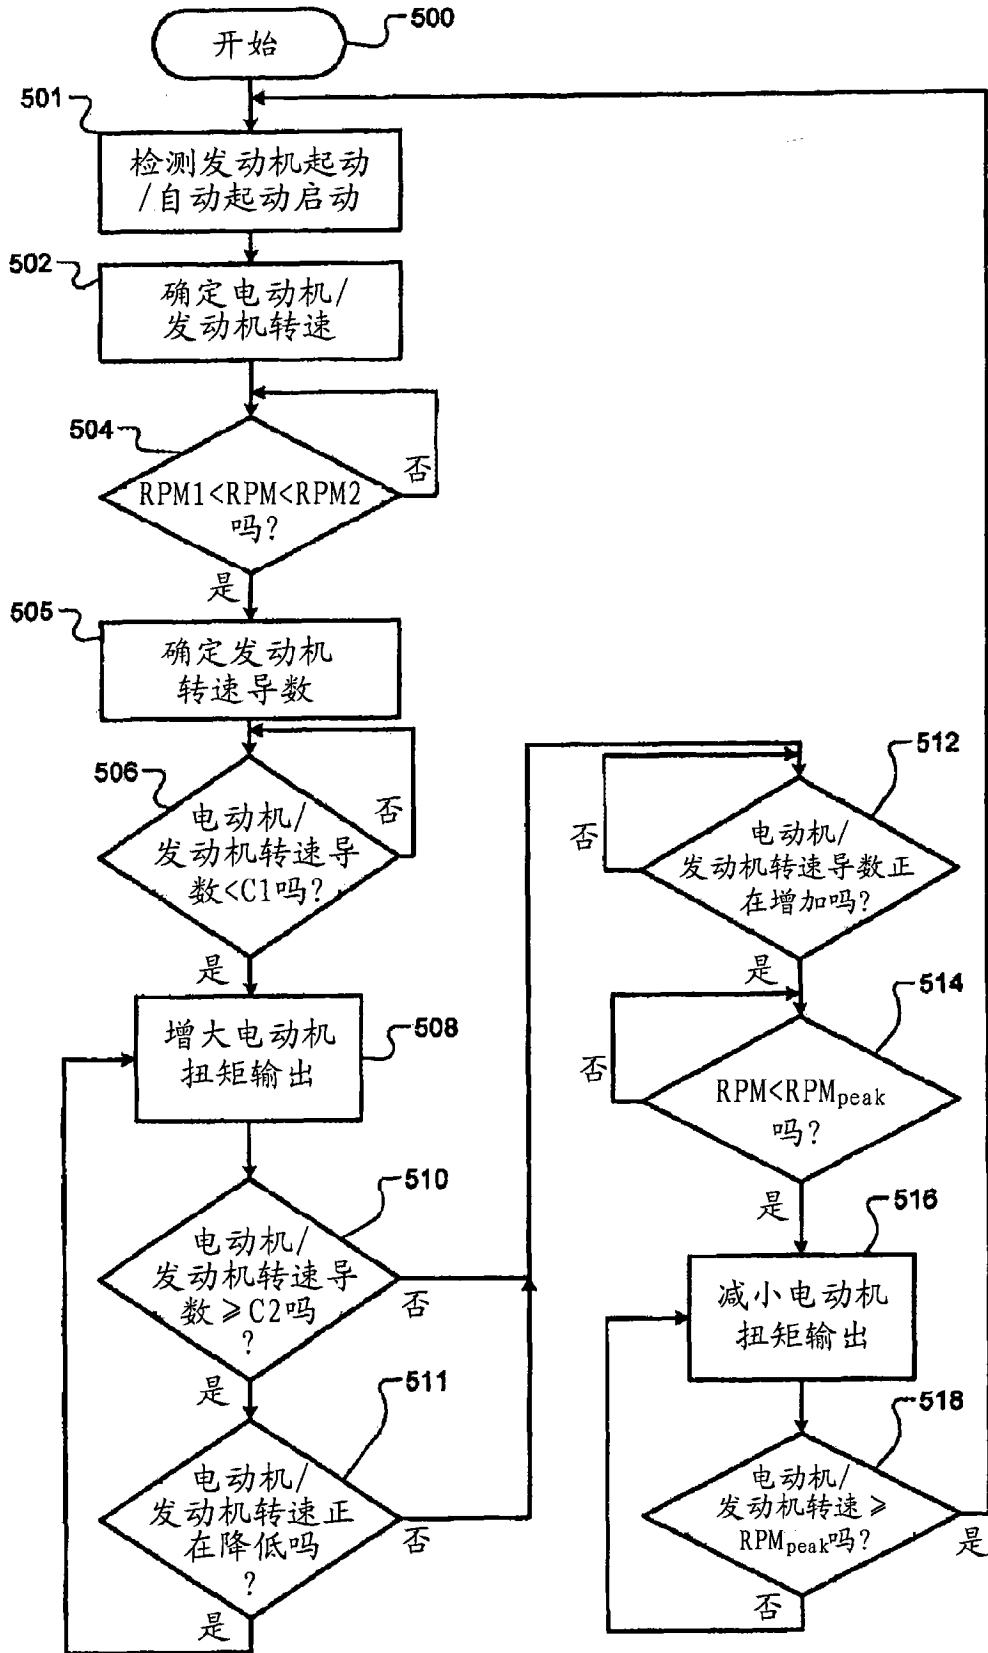 500
开始
501
检测发动机起动
/自动起动启动
502
确定电动机/
发动机转速
504
RPM1<RPM<RPM2
吗?
否
是
505
确定发动机
转速导数
506
电动机/
发动机转速导
数<C1吗?
否
是
508
增大电动机
扭矩输出
510
电动机/
发动机转速导
数≥C2吗
?
否
是
511
电动机/
发动机转速正
在降低吗
?
否
是
512
电动机/
发动机转速导数正
在增加吗?
否
是
514
RPM<RPMpeak
吗?
否
是
516
减小电动机
扭矩输出
518
电动机/
发动机转速≥
RPMpeak吗?
是
否